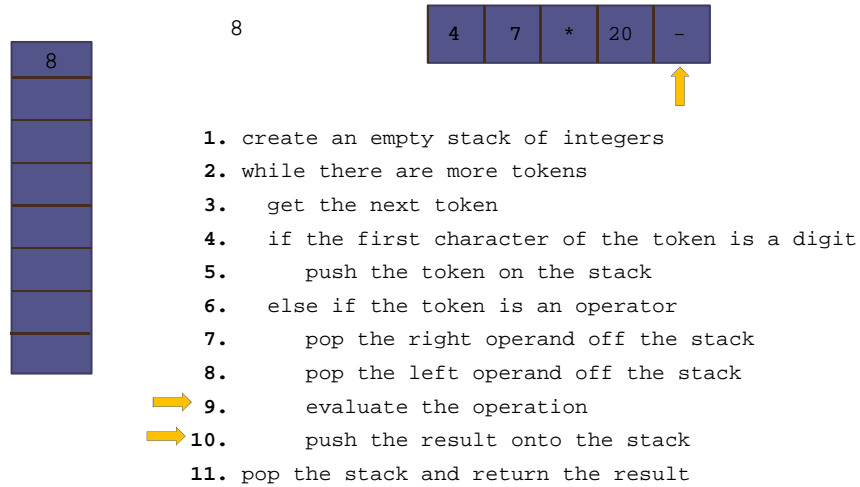 8
4 7 * 20 –
8
1. create an empty stack of integers
2. while there are more tokens
3. get the next token
4. if the first character of the token is a digit
5. push the token on the stack
6. else if the token is an operator
7. pop the right operand off the stack
8. pop the left operand off the stack
9. evaluate the operation
10. push the result onto the stack
11. pop the stack and return the result